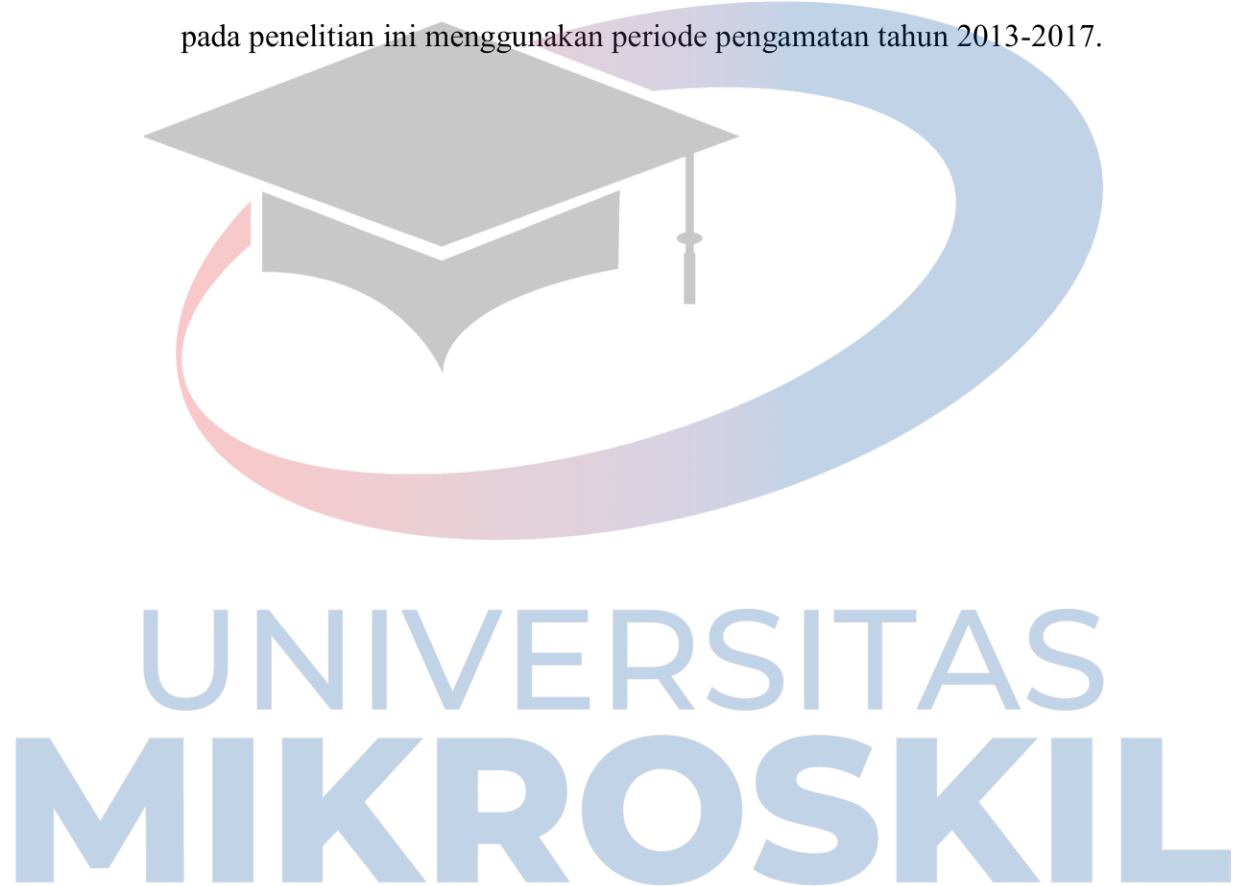 pada penelitian ini menggunakan periode pengamatan tahun 2013-2017.
UNIVERSITAS
MIKROSKIL